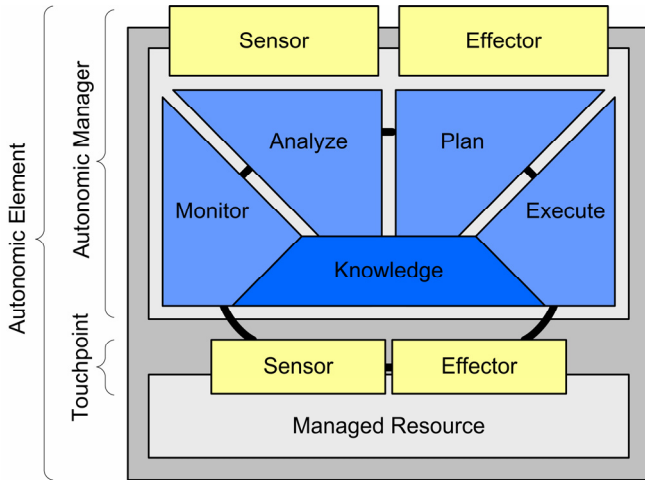 Autonomic Element
Autonomic Manager
Touchpoint
Sensor
Effector
Analyze
Plan
Monitor
Execute
Knowledge
Sensor
Effector
Managed Resource